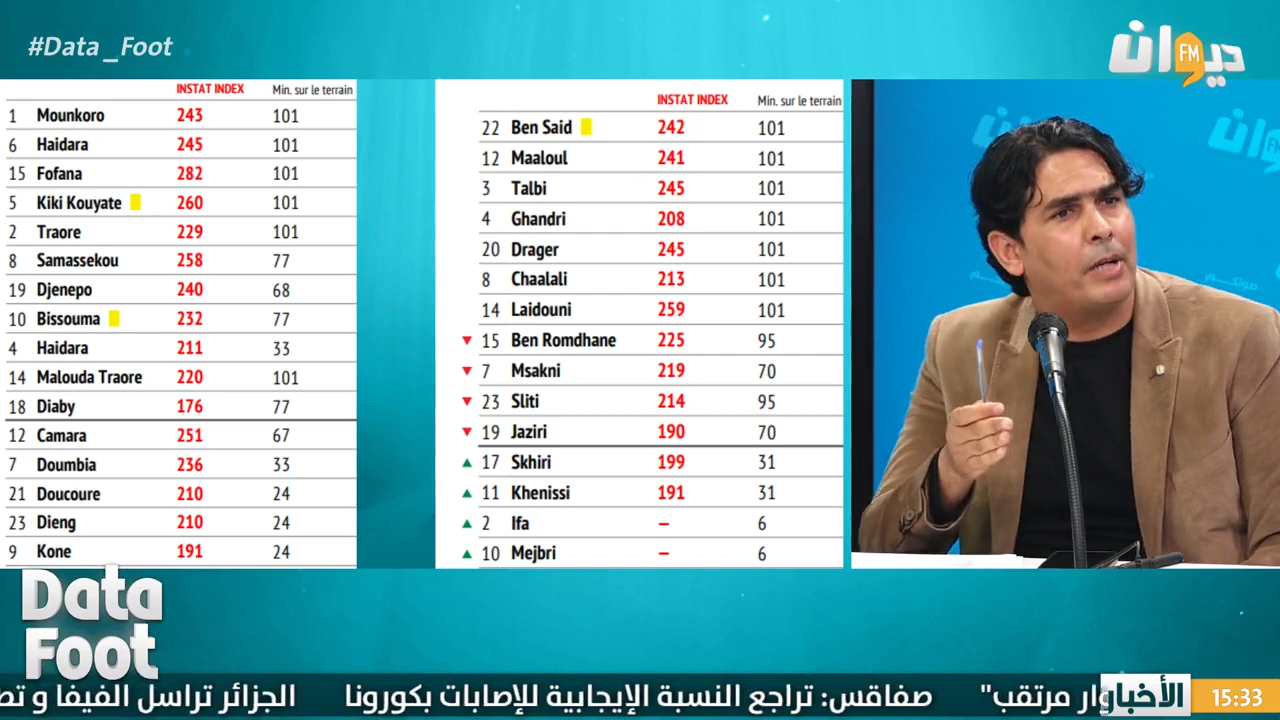 #Data_Foot
ديوان FM
INSTAT INDEX Min. sur le terrain
1 Mounkoro 243 101
6 Haidara 245 101
15 Fofana 282 101
5 Kiki Kouyate 260 101
2 Traore 229 101
8 Samassekou 258 77
19 Djenepo 240 68
10 Bissouma 232 77
4 Haidara 211 33
14 Malouda Traore 220 101
18 Diaby 176 77
12 Camara 251 67
7 Doumbia 236 33
21 Doucoure 210 24
23 Dieng 210 24
9 Kone 191 24
INSTAT INDEX Min. sur le terrain
22 Ben Said 242 101
12 Maaloul 241 101
3 Talbi 245 101
4 Ghandri 208 101
20 Drager 245 101
8 Chaalali 213 101
14 Laidouni 259 101
▼ 15 Ben Romdhane 225 95
▼ 7 Msakni 219 70
▼ 23 Sliti 214 95
▼ 19 Jaziri 190 70
▲ 17 Skhiri 199 31
▲ 11 Khenissi 191 31
▲ 2 Ifa – 6
▲ 10 Mejbri – 6
Data
Foot
15:33 الأخبار وار مرتقب" صفاقس: تراجع النسبة الإيجابية للإصابات بكورونا الجزائر تراسل الفيفا و تط